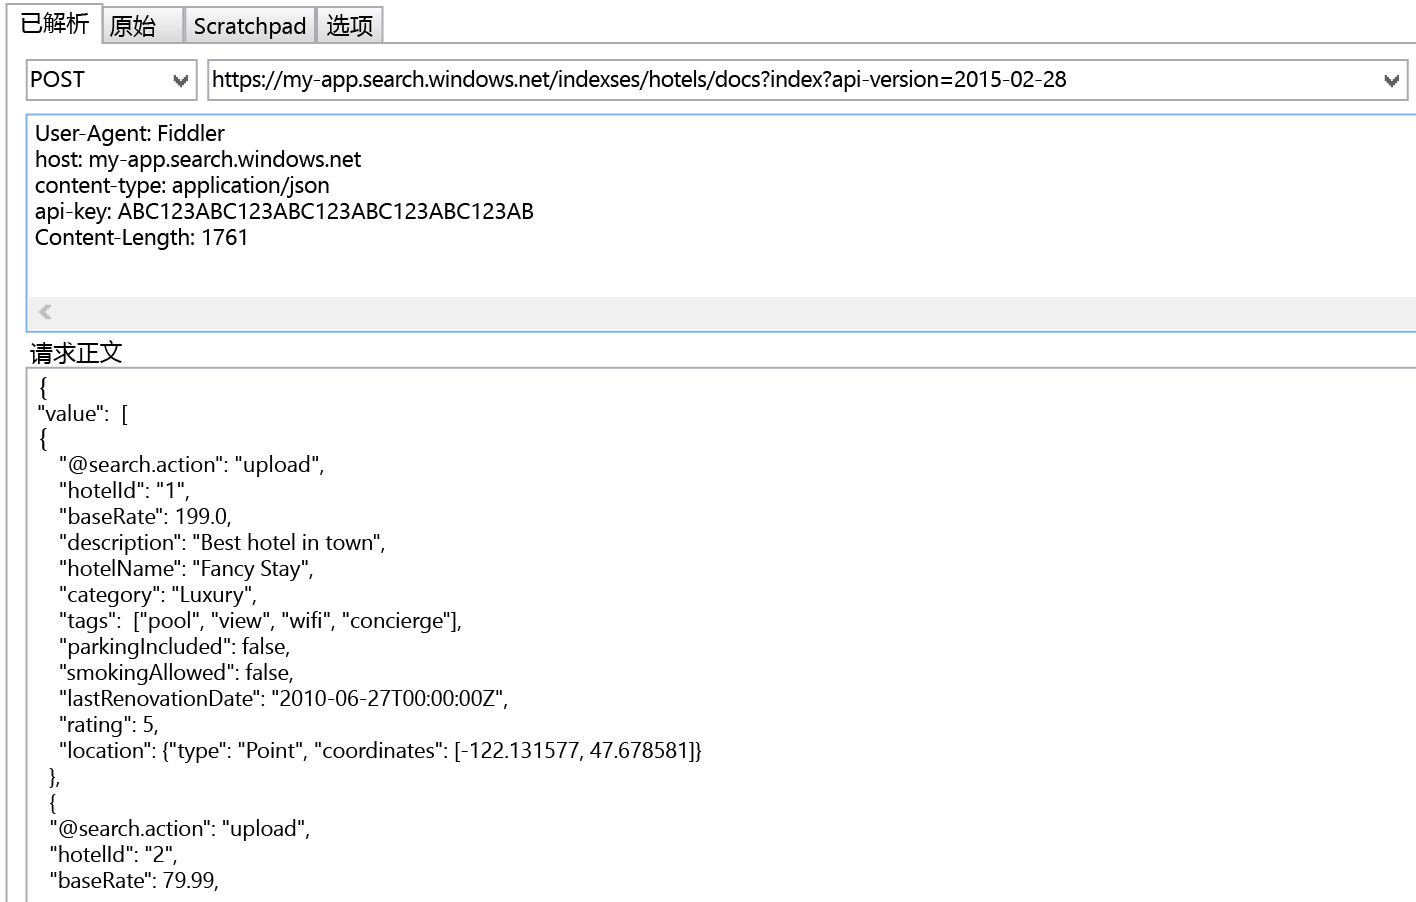 已解析 原始 Scratchpad 选项
POST https://my-app.search.windows.net/indexses/hotels/docs?index?api-version=2015-02-28
User-Agent: Fiddler
host: my-app.search.windows.net
content-type: application/json
api-key: ABC123ABC123ABC123ABC123ABC123AB
Content-Length: 1761
请求正文
{
"value": [
{
"@search.action": "upload",
"hotelId": "1",
"baseRate": 199.0,
"description": "Best hotel in town",
"hotelName": "Fancy Stay",
"category": "Luxury",
"tags": ["pool", "view", "wifi", "concierge"],
"parkingIncluded": false,
"smokingAllowed": false,
"lastRenovationDate": "2010-06-27T00:00:00Z",
"rating": 5,
"location": {"type": "Point", "coordinates": [-122.131577, 47.678581]}
},
{
"@search.action": "upload",
"hotelId": "2",
"baseRate": 79.99,